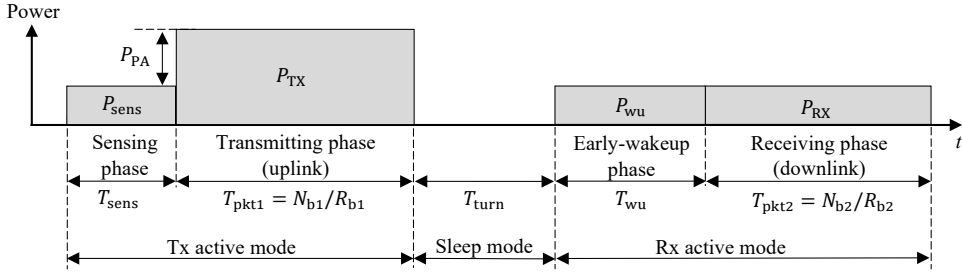 Power
P_PA
P_TX
P_sens
P_wu
P_RX
t
Sensing phase
Transmitting phase (uplink)
Early-wakeup phase
Receiving phase (downlink)
T_sens
T_pkt1 = N_b1/R_b1
T_turn
T_wu
T_pkt2 = N_b2/R_b2
Tx active mode
Sleep mode
Rx active mode